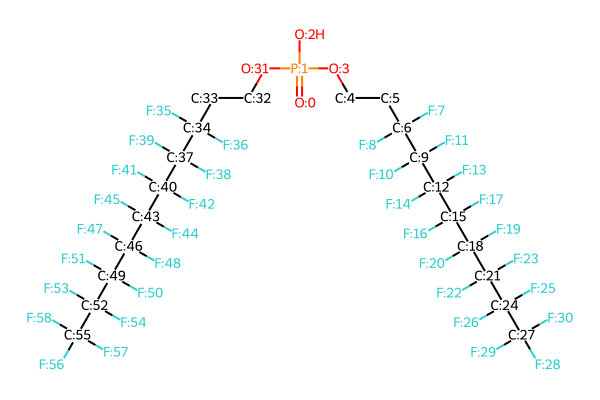 O:2H
O:31 P:1 O:3
O:0
C:33 C:32 C:4 C:5
F:35 F:7
C:34 C:6
F:39 F:36 F:8 F:11
C:37 C:9
F:41 F:38 F:10 F:13
C:40 C:12
F:45 F:42 F:14 F:17
C:43 C:15
F:47 F:44 F:16 F:19
C:46 C:18
F:51 F:48 F:20 F:23
C:49 C:21
F:53 F:50 F:22 F:25
C:52 C:24
F:58 F:54 F:26 F:30
C:55 C:27
F:57 F:29
F:56 F:28